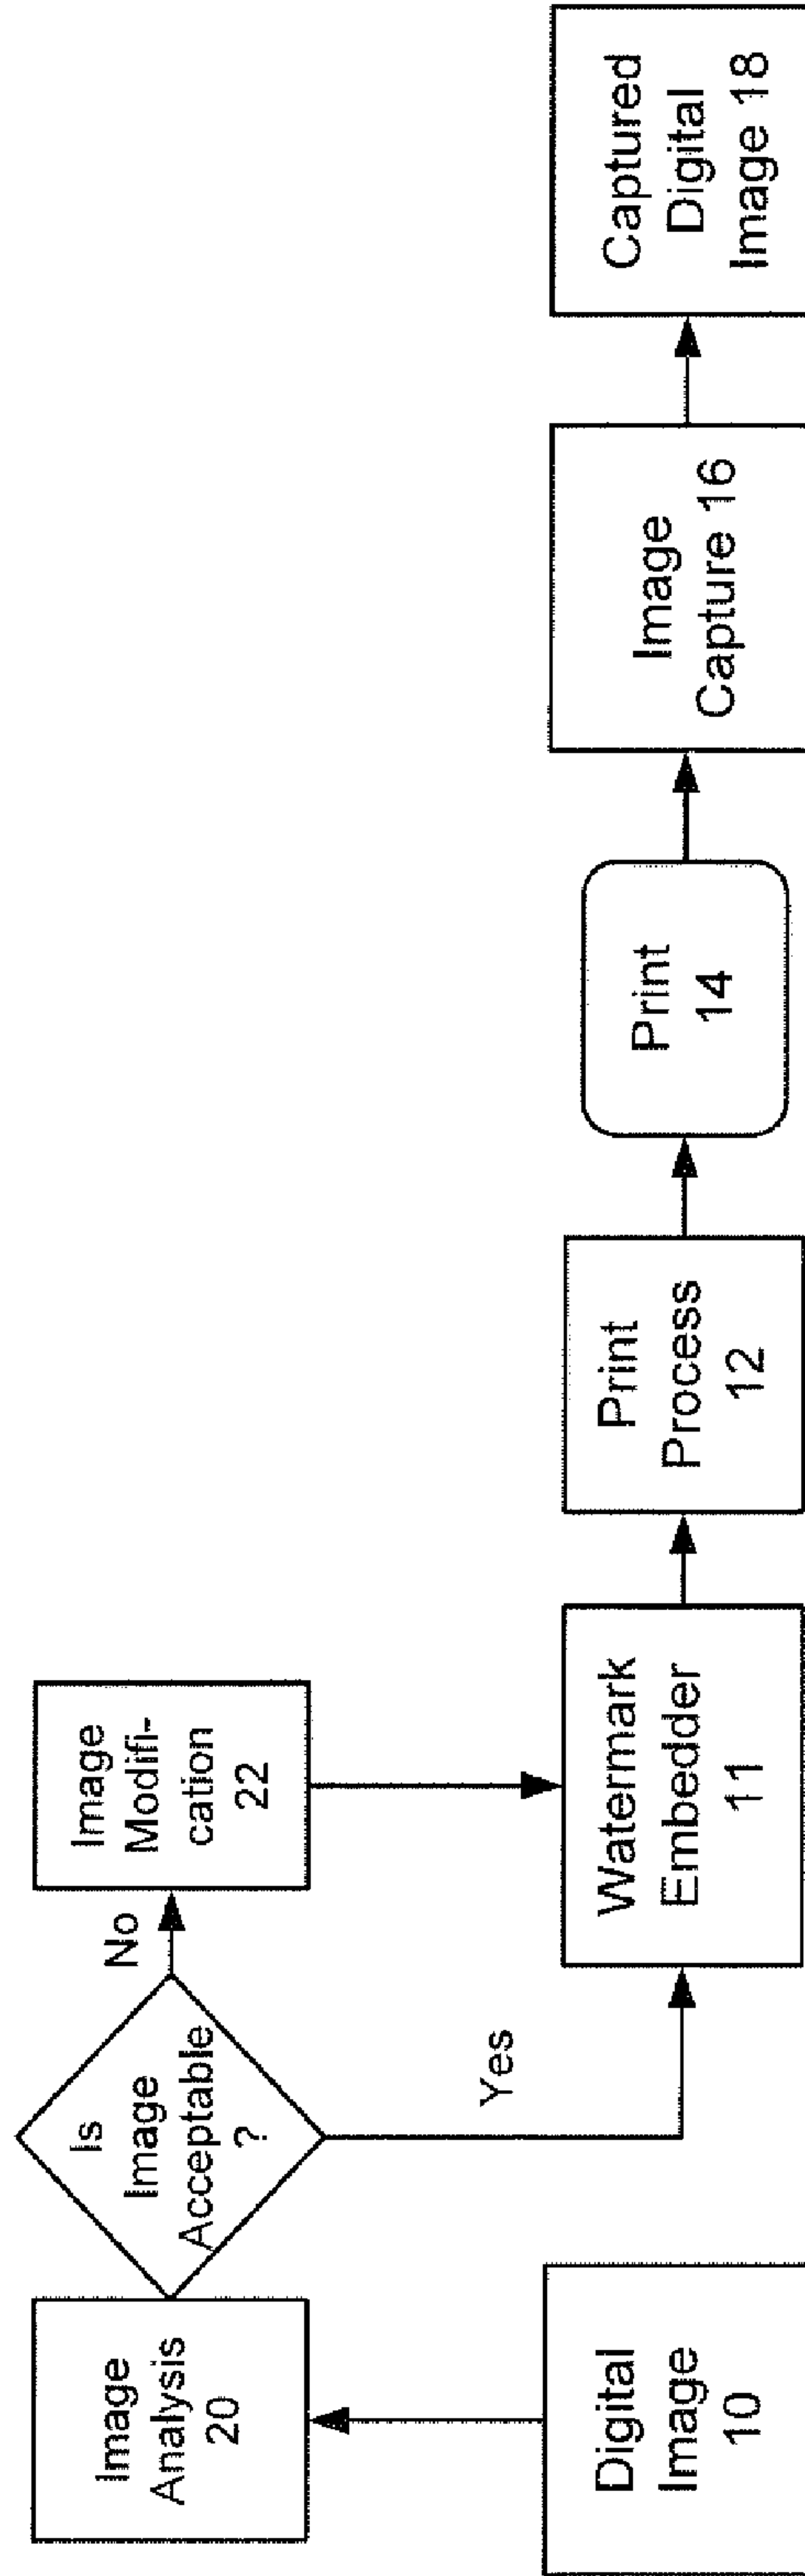 Digital
Image
10
Image
Analysis
20
Is
Image
Acceptable
?
No
Yes
Image
Modifi-
cation
22
Watermark
Embedder
11
Print
Process
12
Print
14
Image
Capture 16
Captured
Digital
Image 18